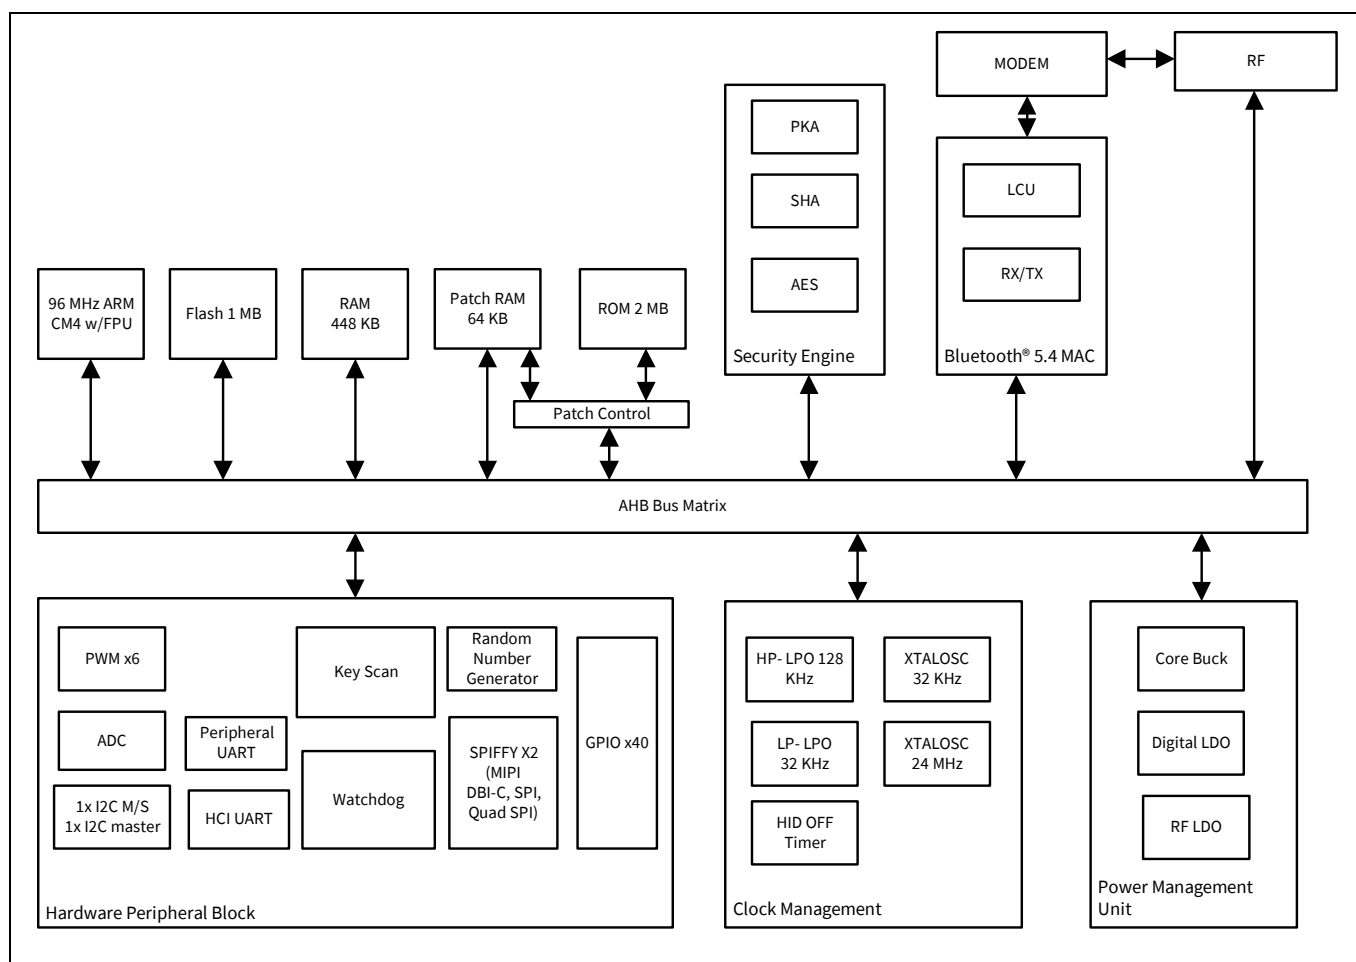 MODEM
RF
PKA
SHA
AES
Security Engine
LCU
RX/TX
Bluetooth® 5.4 MAC
96 MHz ARM
CM4 w/FPU
Flash 1 MB
RAM
448 KB
Patch RAM
64 KB
ROM 2 MB
Patch Control
AHB Bus Matrix
PWM x6
ADC
1x I2C M/S
1x I2C master
Peripheral
UART
HCI UART
Key Scan
Watchdog
Random
Number
Generator
SPIFFY X2
(MIPI
DBI-C, SPI,
Quad SPI)
GPIO x40
Hardware Peripheral Block
HP- LPO 128
KHz
XTALOSC
32 KHz
LP- LPO
32 KHz
XTALOSC
24 MHz
HID OFF
Timer
Clock Management
Core Buck
Digital LDO
RF LDO
Power Management
Unit